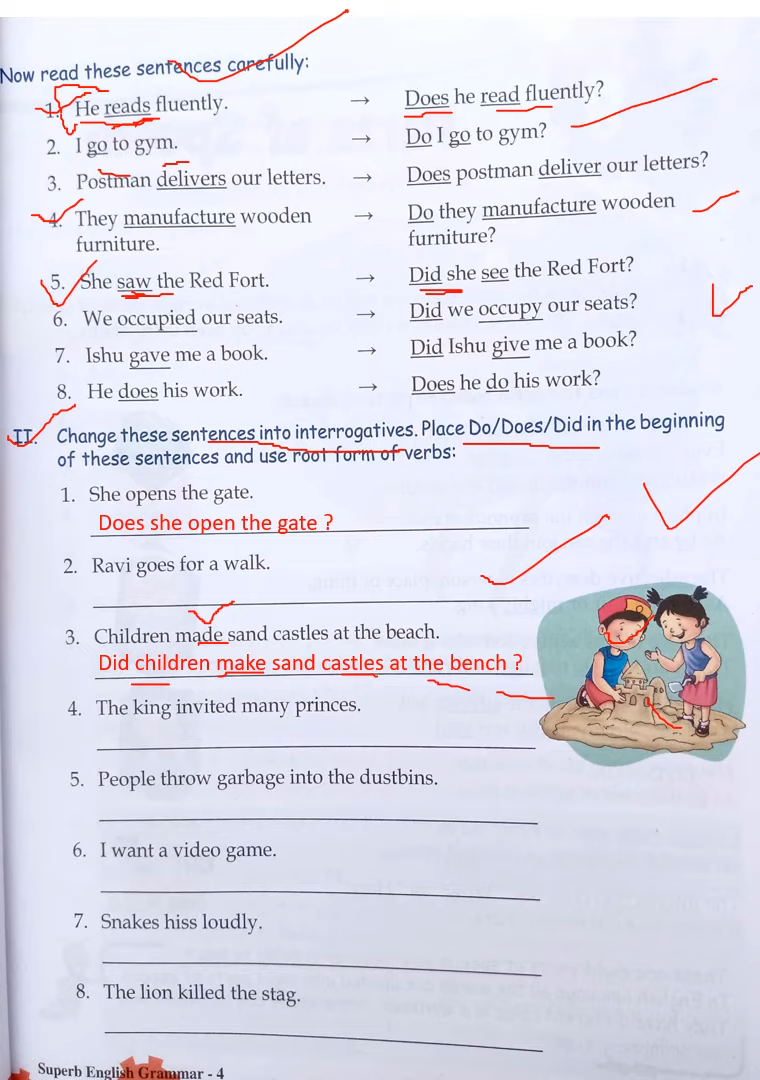 Now read these sentences carefully:
1. He reads fluently. → Does he read fluently?
2. I go to gym. → Do I go to gym?
3. Postman delivers our letters. → Does postman deliver our letters?
4. They manufacture wooden → Do they manufacture wooden
furniture. furniture?
5. She saw the Red Fort. → Did she see the Red Fort?
6. We occupied our seats. → Did we occupy our seats?
7. Ishu gave me a book. → Did Ishu give me a book?
8. He does his work. → Does he do his work?
II. Change these sentences into interrogatives. Place Do/Does/Did in the beginning
of these sentences and use root form of verbs:
1. She opens the gate.
Does she open the gate ?
2. Ravi goes for a walk.
3. Children made sand castles at the beach.
Did children make sand castles at the bench ?
4. The king invited many princes.
5. People throw garbage into the dustbins.
6. I want a video game.
7. Snakes hiss loudly.
8. The lion killed the stag.
Superb English Grammar - 4